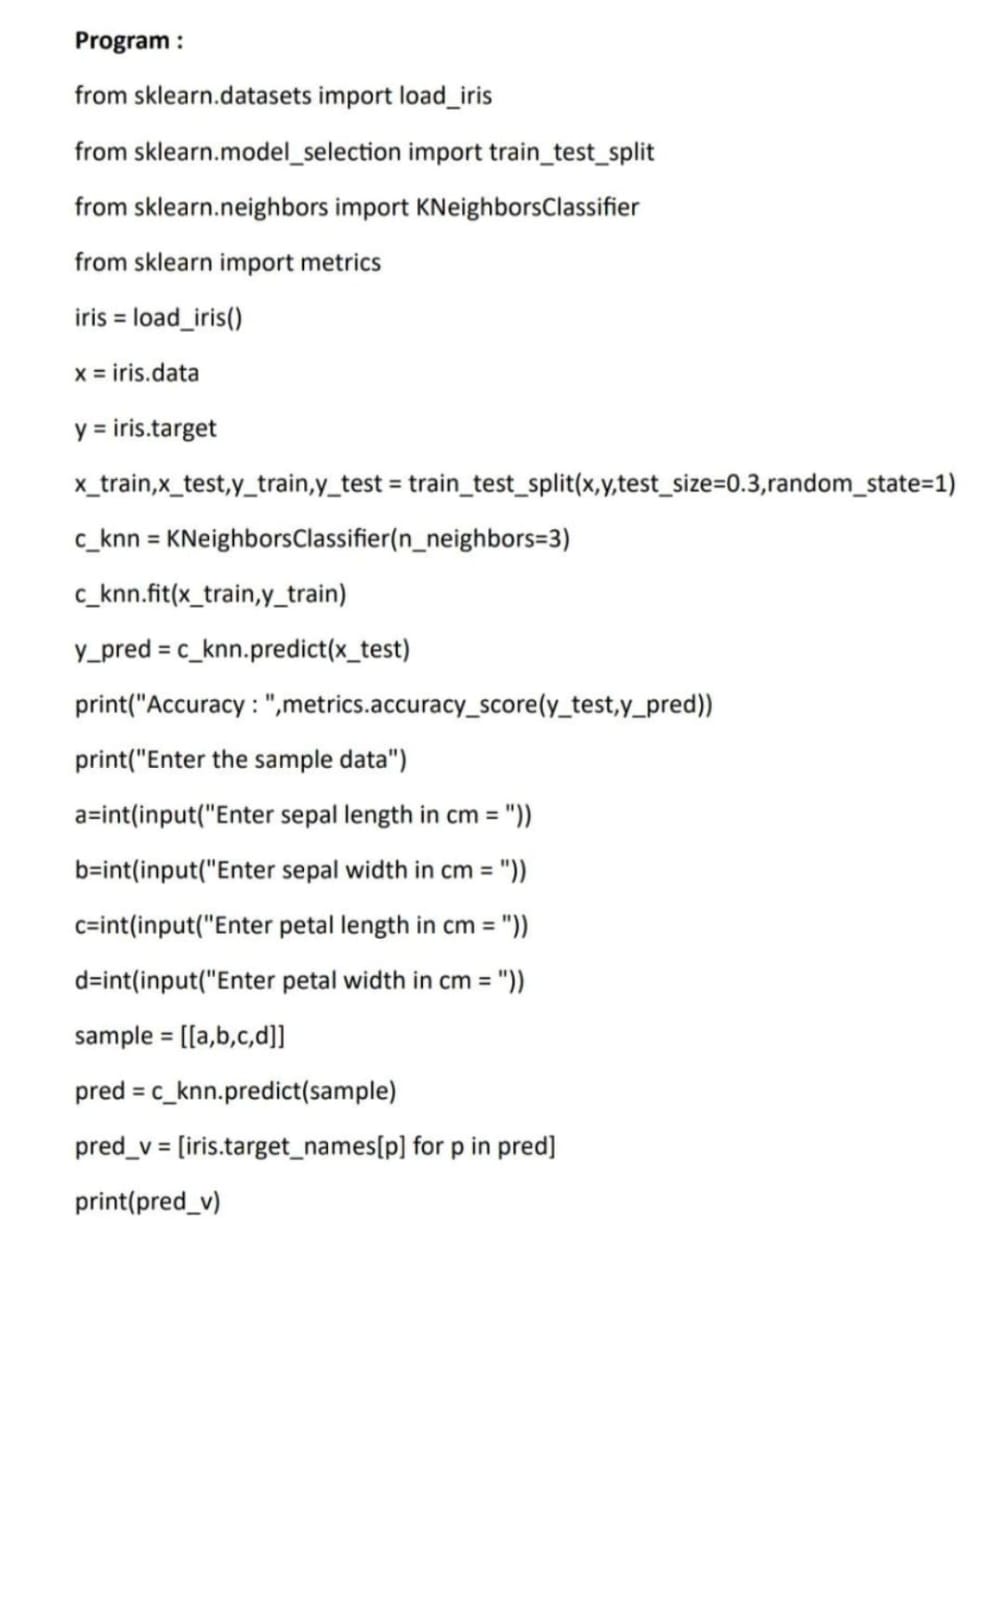 Program :
from sklearn.datasets import load_iris
from sklearn.model_selection import train_test_split
from sklearn.neighbors import KNeighborsClassifier
from sklearn import metrics
iris = load_iris()
x = iris.data
y = iris.target
x_train,x_test,y_train,y_test = train_test_split(x,y,test_size=0.3,random_state=1)
c_knn = KNeighborsClassifier(n_neighbors=3)
c_knn.fit(x_train,y_train)
y_pred = c_knn.predict(x_test)
print("Accuracy : ",metrics.accuracy_score(y_test,y_pred))
print("Enter the sample data")
a=int(input("Enter sepal length in cm = "))
b=int(input("Enter sepal width in cm = "))
c=int(input("Enter petal length in cm = "))
d=int(input("Enter petal width in cm = "))
sample = [[a,b,c,d]]
pred = c_knn.predict(sample)
pred_v = [iris.target_names[p] for p in pred]
print(pred_v)